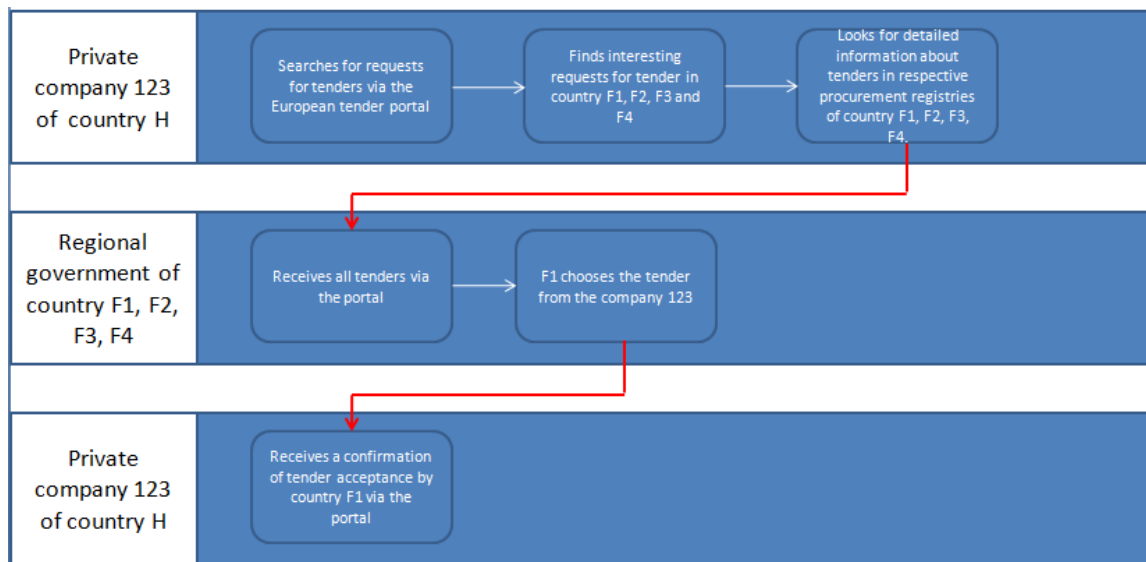 Private
company 123
of country H
Searches for requests
for tenders via the
European tender portal
Finds interesting
requests for tender in
country F1, F2, F3 and
F4
Looks for detailed
information about
tenders in respective
procurement registries
of country F1, F2, F3,
F4.
Regional
government of
country F1, F2,
F3, F4
Receives all tenders via
the portal
F1 chooses the tender
from the company 123
Private
company 123
of country H
Receives a confirmation
of tender acceptance by
country F1 via the
portal